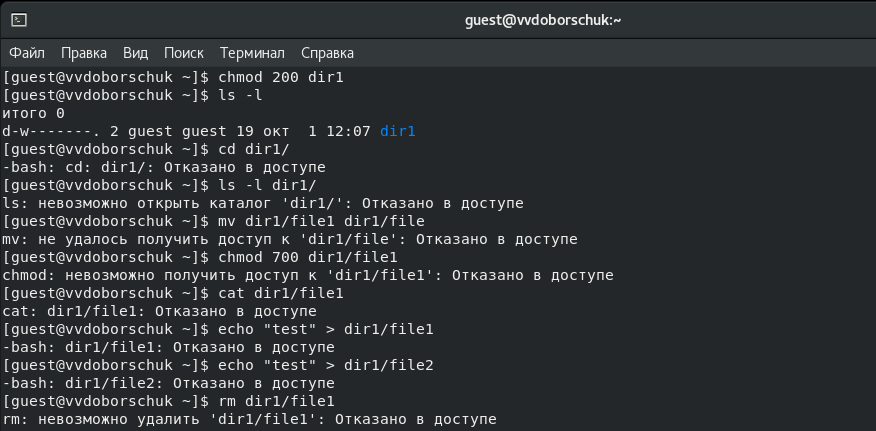 guest@vvdoborschuk:~
Файл Правка Вид Поиск Терминал Справка
[guest@vvdoborschuk ~]$ chmod 200 dir1
[guest@vvdoborschuk ~]$ ls -l
итого 0
d-w-------. 2 guest guest 19 окт  1 12:07 dir1
[guest@vvdoborschuk ~]$ cd dir1/
-bash: cd: dir1/: Отказано в доступе
[guest@vvdoborschuk ~]$ ls -l dir1/
ls: невозможно открыть каталог 'dir1/': Отказано в доступе
[guest@vvdoborschuk ~]$ mv dir1/file1 dir1/file
mv: не удалось получить доступ к 'dir1/file': Отказано в доступе
[guest@vvdoborschuk ~]$ chmod 700 dir1/file1
chmod: невозможно получить доступ к 'dir1/file1': Отказано в доступе
[guest@vvdoborschuk ~]$ cat dir1/file1
cat: dir1/file1: Отказано в доступе
[guest@vvdoborschuk ~]$ echo "test" > dir1/file1
-bash: dir1/file1: Отказано в доступе
[guest@vvdoborschuk ~]$ echo "test" > dir1/file2
-bash: dir1/file2: Отказано в доступе
[guest@vvdoborschuk ~]$ rm dir1/file1
rm: невозможно удалить 'dir1/file1': Отказано в доступе